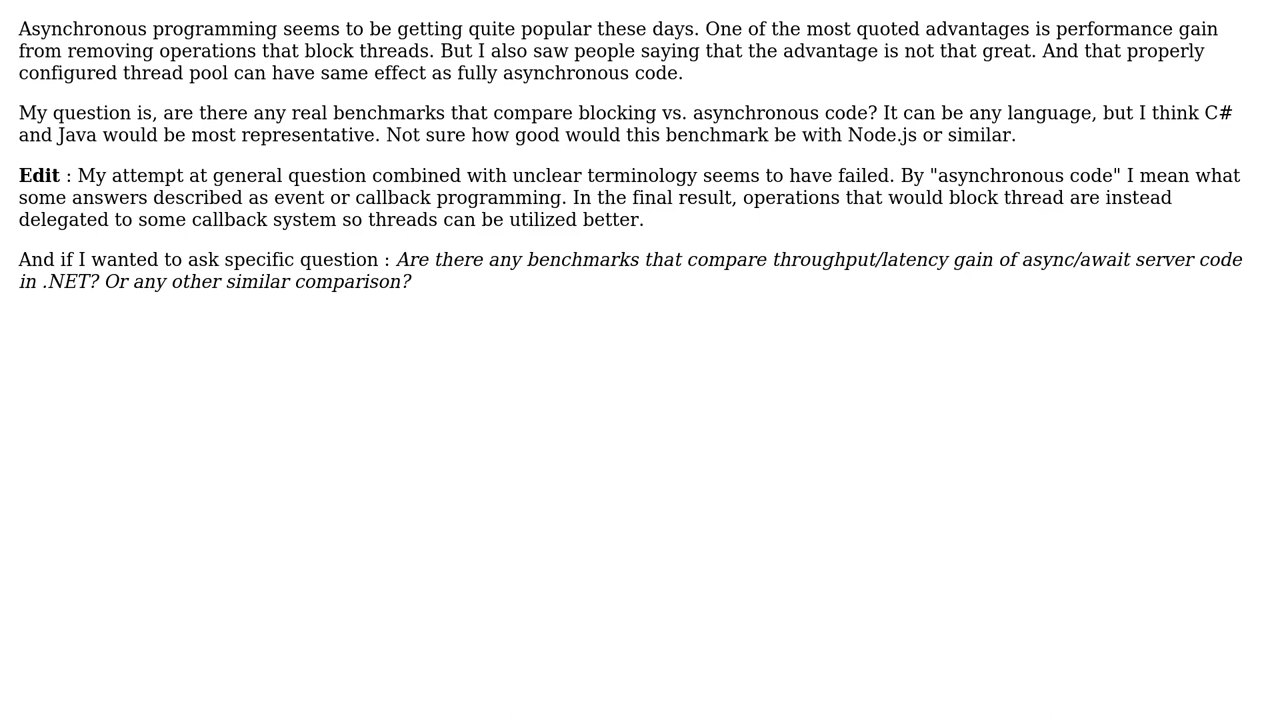 Asynchronous programming seems to be getting quite popular these days. One of the most quoted advantages is performance gain
from removing operations that block threads. But I also saw people saying that the advantage is not that great. And that properly
configured thread pool can have same effect as fully asynchronous code.
My question is, are there any real benchmarks that compare blocking vs. asynchronous code? It can be any language, but I think C#
and Java would be most representative. Not sure how good would this benchmark be with Node.js or similar.
Edit : My attempt at general question combined with unclear terminology seems to have failed. By "asynchronous code" I mean what
some answers described as event or callback programming. In the final result, operations that would block thread are instead
delegated to some callback system so threads can be utilized better.
And if I wanted to ask specific question : Are there any benchmarks that compare throughput/latency gain of async/await server code
in .NET? Or any other similar comparison?